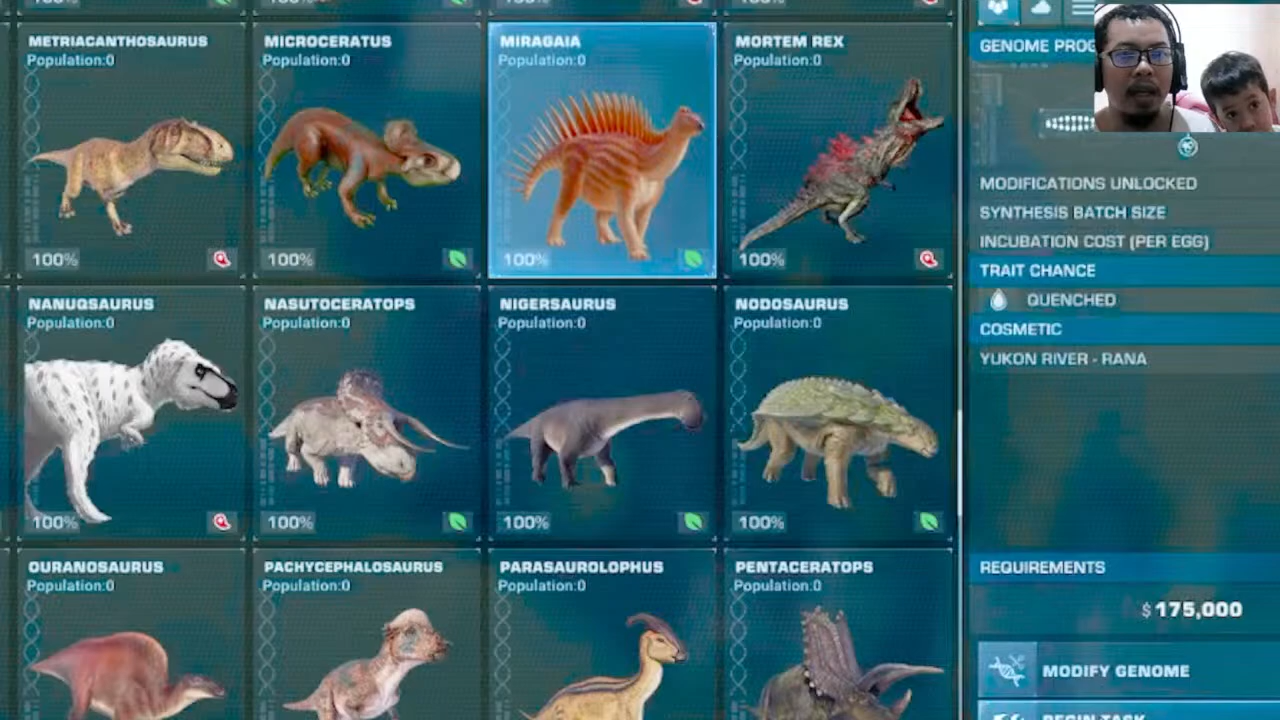 METRIACANTHOSAURUS
Population:0
100%
MICROCERATUS
Population:0
100%
MIRAGAIA
Population:0
100%
MORTEM REX
Population:0
100%
NANUQSAURUS
Population:0
100%
NASUTOCERATOPS
Population:0
100%
NIGERSAURUS
Population:0
100%
NODOSAURUS
Population:0
100%
OURANOSAURUS
Population:0
PACHYCEPHALOSAURUS
Population:0
PARASAUROLOPHUS
Population:0
PENTACERATOPS
Population:0
GENOME PROG
MODIFICATIONS UNLOCKED
SYNTHESIS BATCH SIZE
INCUBATION COST (PER EGG)
TRAIT CHANCE
QUENCHED
COSMETIC
YUKON RIVER - RANA
REQUIREMENTS
$175,000
MODIFY GENOME
BEGIN TASK